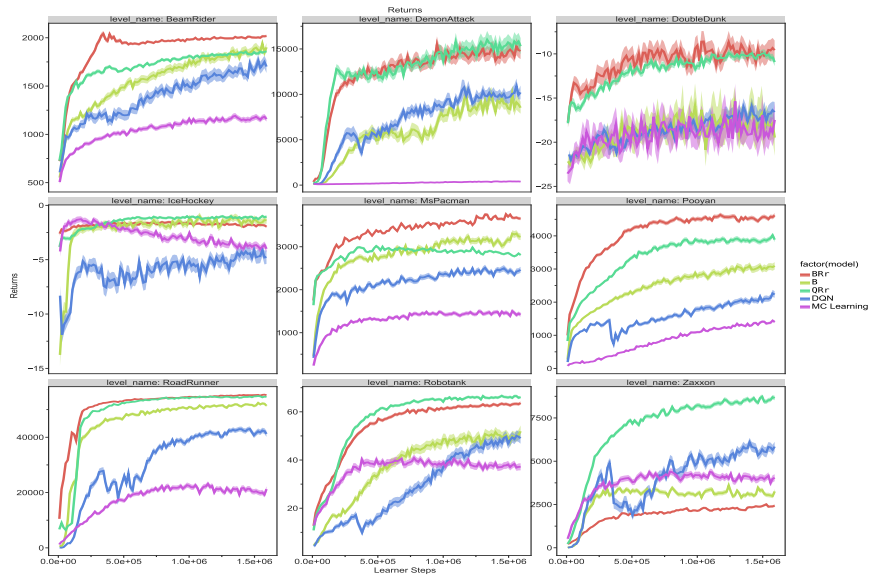 Returns
level_name: BeamRider
level_name: DemonAttack
level_name: DoubleDunk
2000
1500
1000
500
15000
10000
5000
0
−10
−15
−20
−25
level_name: IceHockey
level_name: MsPacman
level_name: Pooyan
0
−5
−10
−15
3000
2000
1000
4000
3000
2000
1000
0
level_name: RoadRunner
level_name: Robotank
level_name: Zaxxon
40000
20000
0
60
40
20
7500
5000
2500
0
0.0e+00 5.0e+05 1.0e+06 1.5e+06
0.0e+00 5.0e+05 1.0e+06 1.5e+06
0.0e+00 5.0e+05 1.0e+06 1.5e+06
Learner Steps
Returns
factor(model)
BRr
B
QRr
DQN
MC Learning